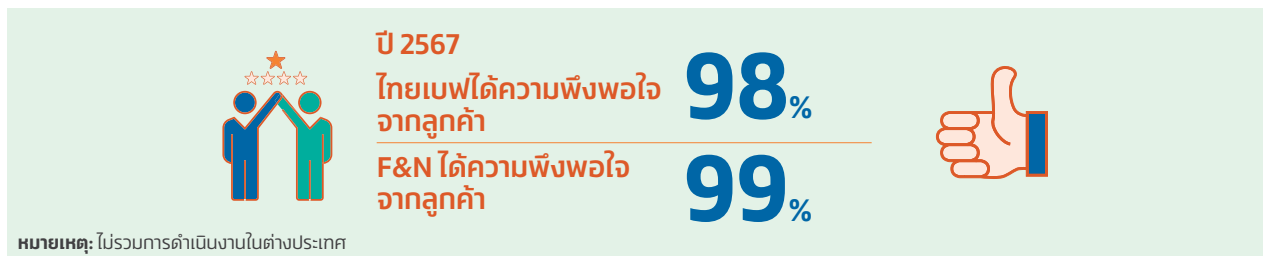 ปี 2567
ไทยเบฟได้ความพึงพอใจ
จากลูกค้า
98%
F&N ได้ความพึงพอใจ
จากลูกค้า
99%
หมายเหตุ: ไม่รวมการดำเนินงานในต่างประเทศ